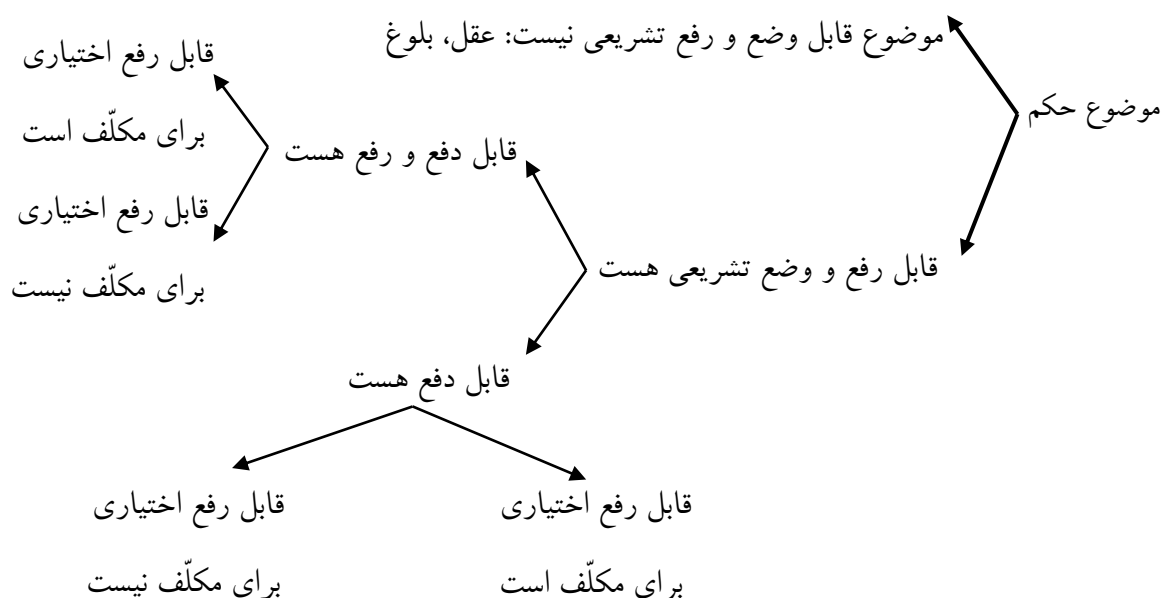 موضوع حکم
موضوع قابل وضع و رفع تشریعی نیست: عقل، بلوغ
قابل رفع و وضع تشریعی هست
قابل دفع و رفع هست
قابل رفع اختیاری
برای مکلّف است
قابل رفع اختیاری
برای مکلّف نیست
قابل دفع هست
قابل رفع اختیاری
برای مکلّف است
قابل رفع اختیاری
برای مکلّف نیست